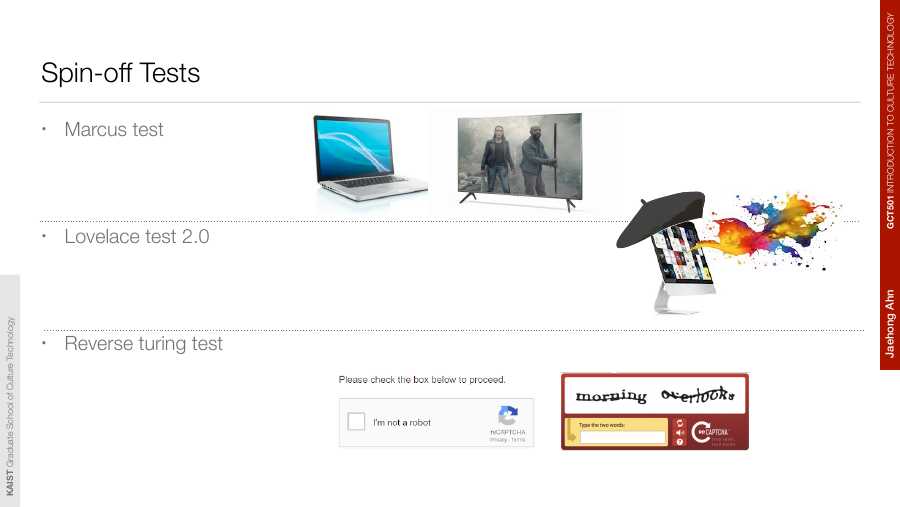 Spin-off Tests
• Marcus test
• Lovelace test 2.0
• Reverse turing test
Please check the box below to proceed.
I'm not a robot
reCAPTCHA
Privacy - Terms
morning overlooks
Type the two words:
reCAPTCHA™
KAIST Graduate School of Culture Technology
GCT501 INTRODUCTION TO CULTURE TECHNOLOGY
Jaehong Ahn